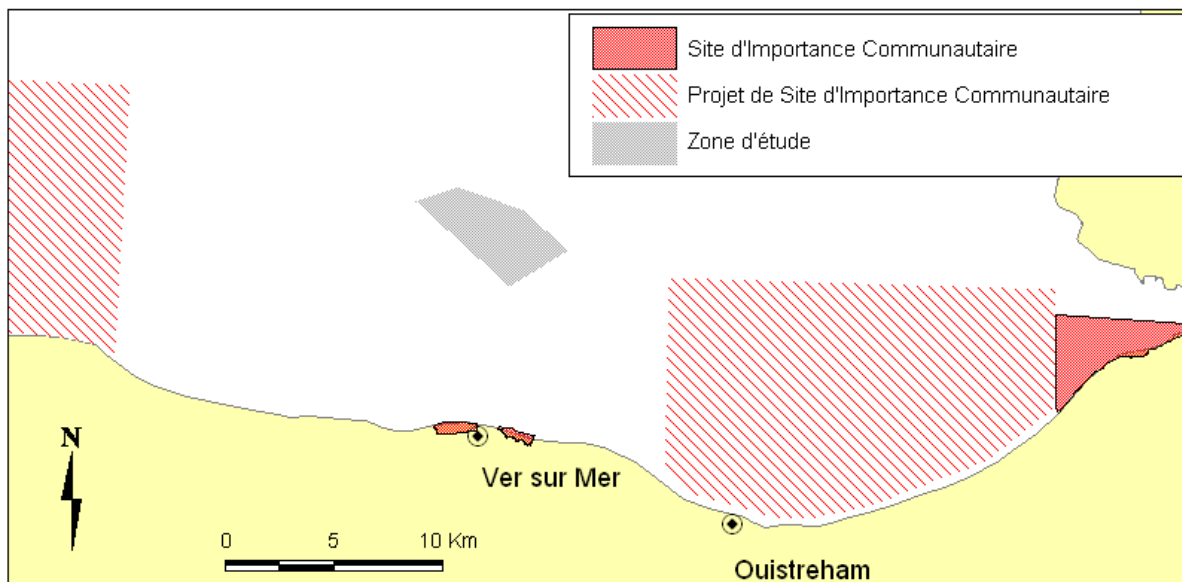 Site d'Importance Communautaire
Projet de Site d'Importance Communautaire
Zone d'étude
N
Ver sur Mer
0 5 10 Km
Ouistreham